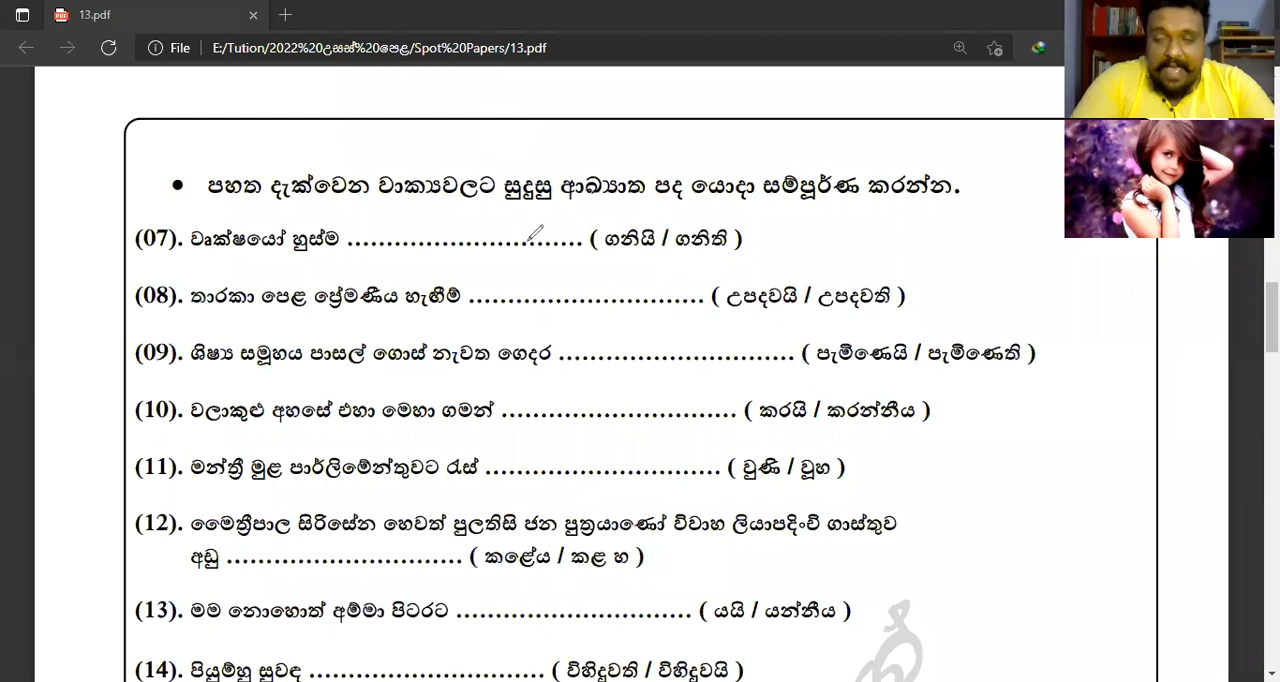 13.pdf
File E:/Tution/2022%20උසස්%20පෙළ/Spot%20Papers/13.pdf
• පහත දැක්වෙන වාක්‍යවලට සුදුසු ආඛ්‍යාත පද යොදා සම්පූර්ණ කරන්න.
(07). වෘක්ෂයෝ හුස්ම .............................. ( ගනියි / ගනිති )
(08). තාරකා පෙළ ප්‍රේමණීය හැඟීම් .............................. ( උපදවයි / උපදවති )
(09). ශිෂ්‍ය සමූහය පාසල් ගොස් නැවත ගෙදර .............................. ( පැමිණෙයි / පැමිණෙති )
(10). වලාකුළු අහසේ එහා මෙහා ගමන් .............................. ( කරයි / කරන්නීය )
(11). මන්ත්‍රී මුළ පාර්ලිමේන්තුවට රැස් .............................. ( වුණි / වූහ )
(12). මෛත්‍රීපාල සිරිසේන හෙවත් පුලතිසි ජන පුත්‍රයාණෝ විවාහ ලියාපදිංචි ගාස්තුව
අඩු .............................. ( කළේය / කළ හ )
(13). මම නොහොත් අම්මා පිටරට .............................. ( යයි / යන්නීය )
(14). පියුම්හු සුවඳ .............................. ( විහිදුවති / විහිදුවයි )